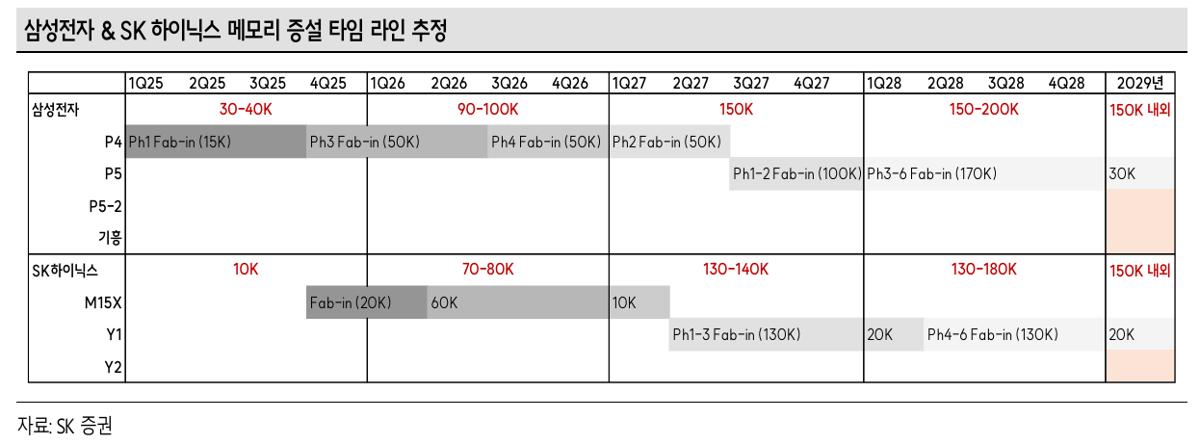 삼성전자 & SK 하이닉스 메모리 증설 타임 라인 추정
1Q25 2Q25 3Q25 4Q25 1Q26 2Q26 3Q26 4Q26 1Q27 2Q27 3Q27 4Q27 1Q28 2Q28 3Q28 4Q28 2029년
삼성전자 30-40K 90-100K 150K 150-200K 150K 내외
P4 Ph1 Fab-in (15K) Ph3 Fab-in (50K) Ph4 Fab-in (50K) Ph2 Fab-in (50K)
P5 Ph1-2 Fab-in (100K) Ph3-6 Fab-in (170K) 30K
P5-2
기흥
SK하이닉스 10K 70-80K 130-140K 130-180K 150K 내외
M15X Fab-in (20K) 60K 10K
Y1 Ph1-3 Fab-in (130K) 20K Ph4-6 Fab-in (130K) 20K
Y2
자료: SK 증권